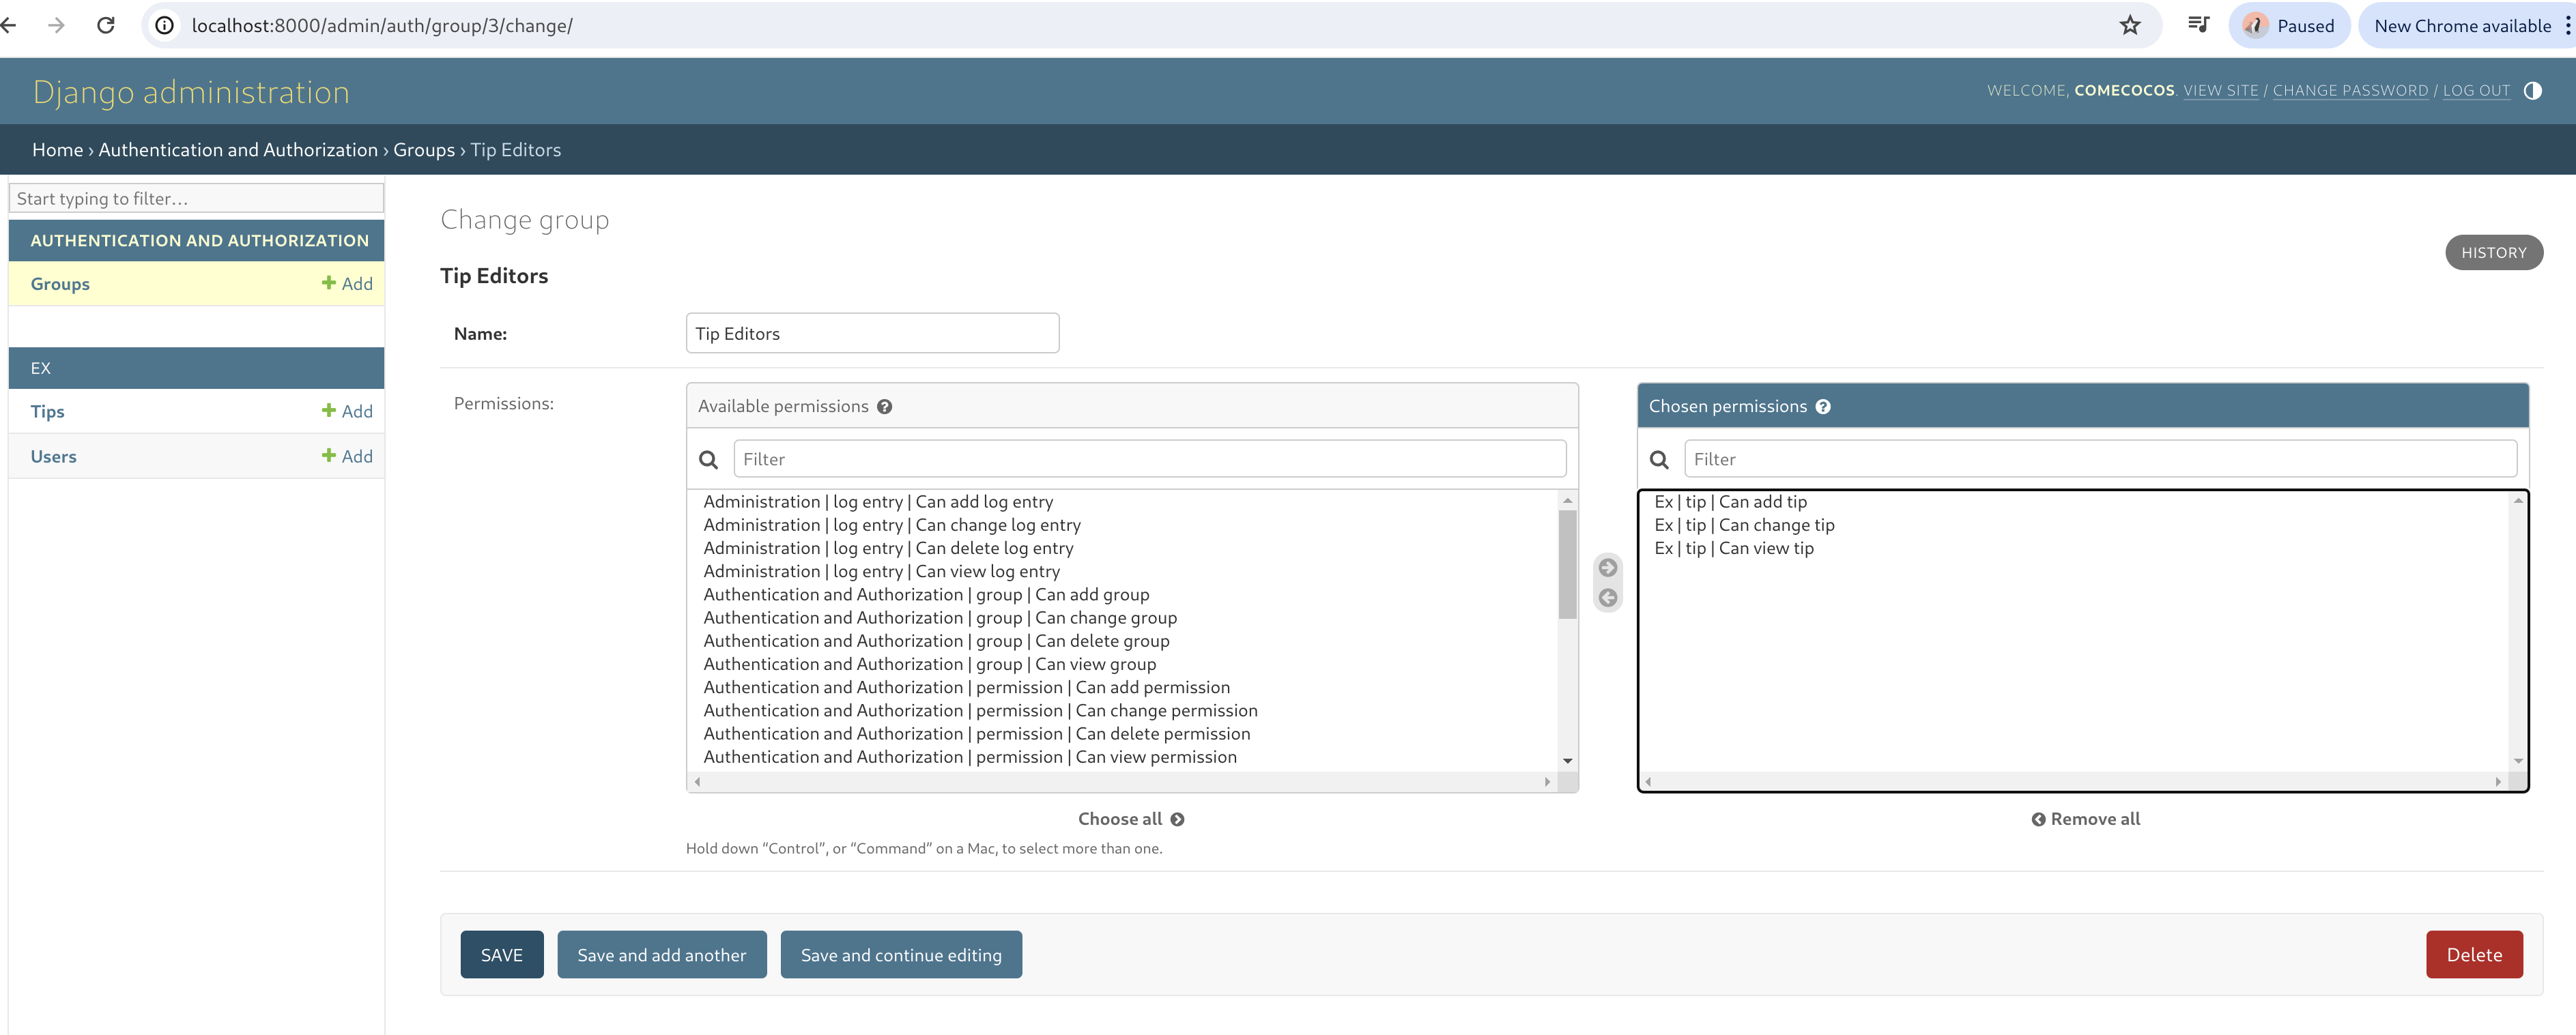 localhost:8000/admin/auth/group/3/change/
Paused
New Chrome available
Django administration
WELCOME, COMECOCOS. VIEW SITE / CHANGE PASSWORD / LOG OUT
Home › Authentication and Authorization › Groups › Tip Editors
Start typing to filter…
AUTHENTICATION AND AUTHORIZATION
Groups
Add
EX
Tips
Add
Users
Add
Change group
HISTORY
Tip Editors
Name:
Tip Editors
Permissions:
Available permissions
Filter
Administration | log entry | Can add log entry
Administration | log entry | Can change log entry
Administration | log entry | Can delete log entry
Administration | log entry | Can view log entry
Authentication and Authorization | group | Can add group
Authentication and Authorization | group | Can change group
Authentication and Authorization | group | Can delete group
Authentication and Authorization | group | Can view group
Authentication and Authorization | permission | Can add permission
Authentication and Authorization | permission | Can change permission
Authentication and Authorization | permission | Can delete permission
Authentication and Authorization | permission | Can view permission
Choose all
Hold down “Control”, or “Command” on a Mac, to select more than one.
Chosen permissions
Filter
Ex | tip | Can add tip
Ex | tip | Can change tip
Ex | tip | Can view tip
Remove all
SAVE
Save and add another
Save and continue editing
Delete